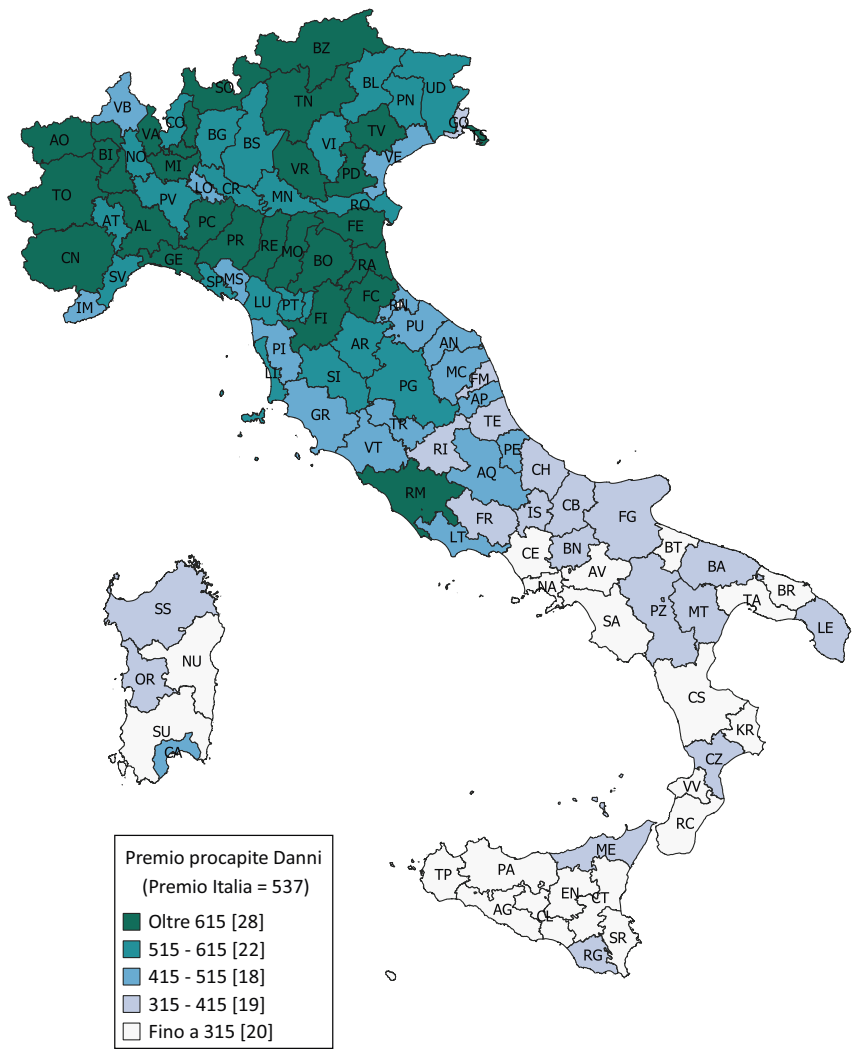 BZ
SO
TN
BL
PN
UD
VB
CO
VA
BG
BS
VI
TV
GO
TS
AO
BI
NO
MI
VR
PD
VE
TO
LO
CR
MN
RO
PV
AT
AL
PC
PR
RE
MO
FE
CN
GE
BO
RA
SV
SP
MS
IM
LU
PT
FI
FC
RN
PU
PI
AR
AN
LI
SI
PG
MC
FM
AP
GR
TR
TE
VT
RI
AQ
PE
CH
RM
FR
IS
CB
FG
LT
CE
BN
BT
BA
NA
AV
SA
PZ
MT
TA
BR
LE
SS
NU
OR
SU
CA
CS
KR
CZ
VV
RC
ME
TP
PA
EN
CT
AG
CL
SR
RG
Premio procapite Danni
(Premio Italia = 537)
Oltre 615 [28]
515 - 615 [22]
415 - 515 [18]
315 - 415 [19]
Fino a 315 [20]